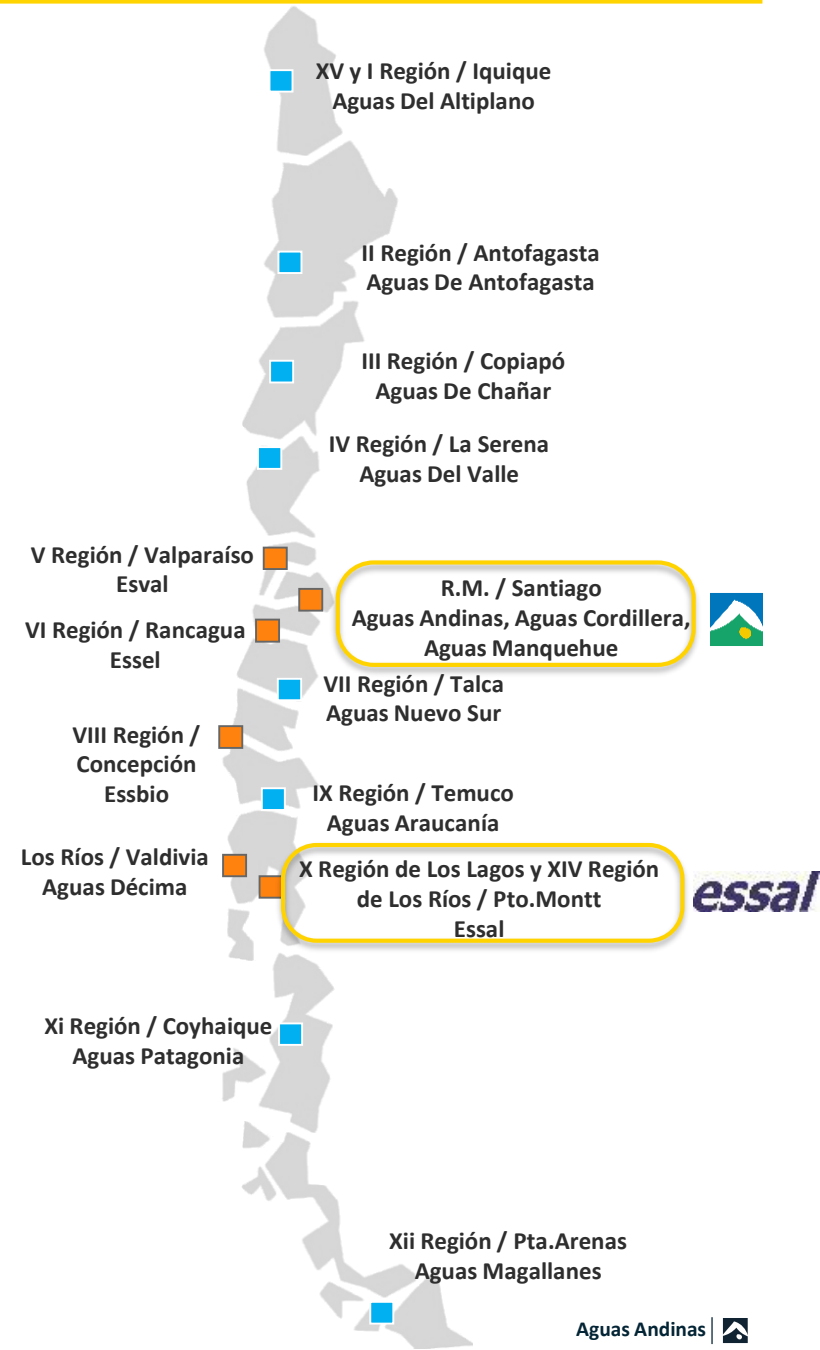 XV y I Región / Iquique
Aguas Del Altiplano
II Región / Antofagasta
Aguas De Antofagasta
III Región / Copiapó
Aguas De Chañar
IV Región / La Serena
Aguas Del Valle
V Región / Valparaíso
Esval
R.M. / Santiago
Aguas Andinas, Aguas Cordillera,
Aguas Manquehue
VI Región / Rancagua
Essel
VII Región / Talca
Aguas Nuevo Sur
VIII Región /
Concepción
Essbio
IX Región / Temuco
Aguas Araucanía
Los Ríos / Valdivia
Aguas Décima
X Región de Los Lagos y XIV Región
de Los Ríos / Pto.Montt
Essal
essal
Xi Región / Coyhaique
Aguas Patagonia
Xii Región / Pta.Arenas
Aguas Magallanes
Aguas Andinas